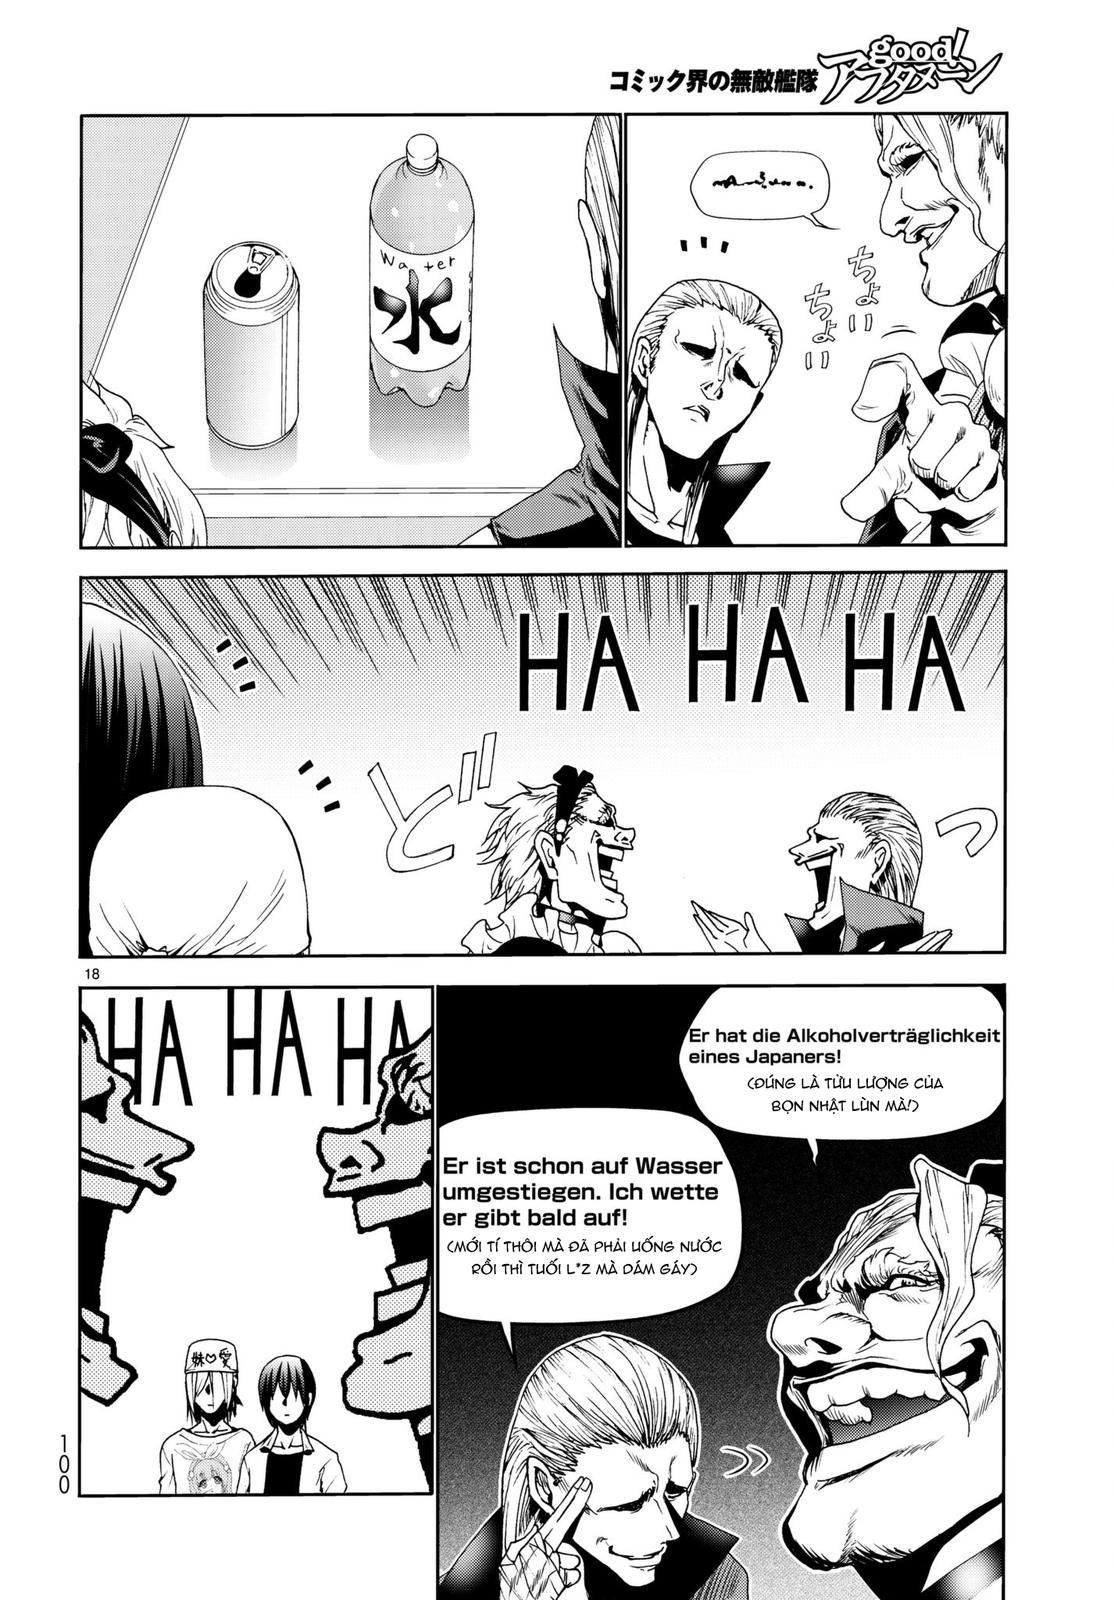 コミック界の無敵艦隊
good!
アフタヌーン
ちょい
ちょい
Water
水
HA HA HA
どっ
18
Er hat die Alkoholverträglichkeit
eines Japaners!
(ĐÚNG LÀ TỬU LƯỢNG CỦA
BỌN NHẬT LÙN MÀ!)
Er ist schon auf Wasser
umgestiegen. Ich wette
er gibt bald auf!
(MỚI TÍ THÔI MÀ ĐÃ PHẢI UỐNG NƯỚC
RỒI THÌ TUỔI L*Z MÀ DÁM GÁY)
HA HA HA
妹♡愛
100